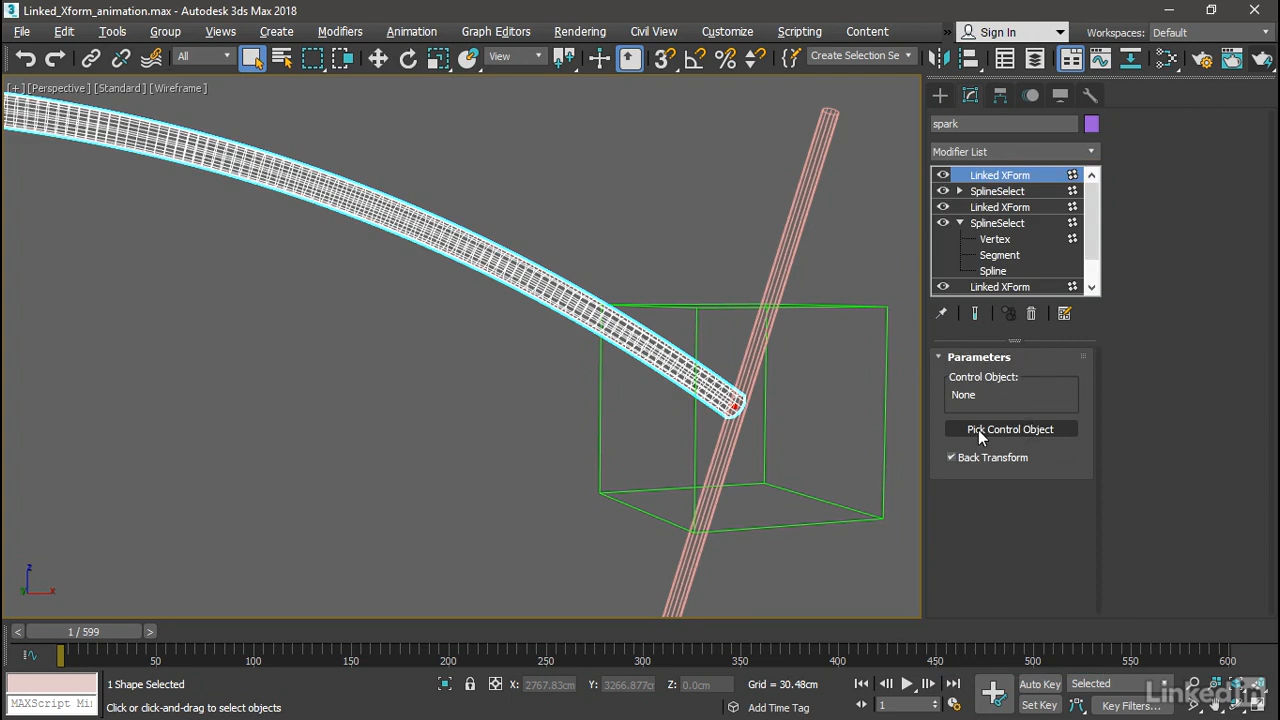 Linked_Xform_animation.max - Autodesk 3ds Max 2018
File Edit Tools Group Views Create Modifiers Animation Graph Editors Rendering Civil View Customize Scripting Content Sign In Workspaces: Default
All View Create Selection Se
[+] [Perspective] [Standard] [Wireframe]
spark
Modifier List
Linked XForm
SplineSelect
Linked XForm
SplineSelect
Vertex
Segment
Spline
Linked XForm
Parameters
Control Object:
None
Pick Control Object
Back Transform
z
y x
< 1 / 599 >
50 100 150 200 250 300 350 400 450 500 550 600
1 Shape Selected X: 2767.83cm Y: 3266.877cm Z: 0.0cm Grid = 30.48cm Auto Key Selected
MAXScript Mi Click or click-and-drag to select objects Add Time Tag 1 Set Key Key Filters...
LinkedIn